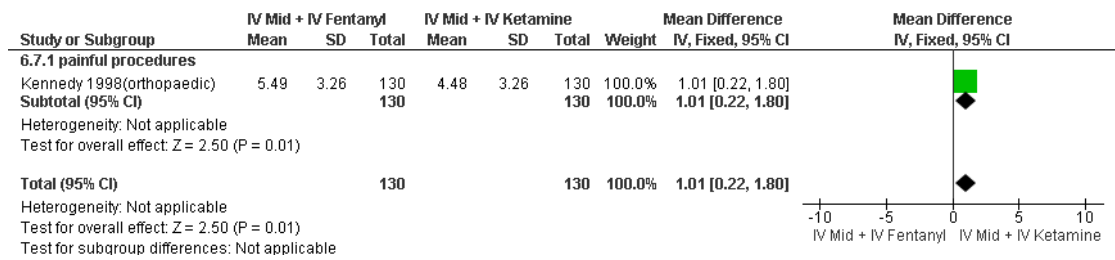 IV Mid + IV Fentanyl IV Mid + IV Ketamine Mean Difference Mean Difference
Study or Subgroup Mean SD Total Mean SD Total Weight IV, Fixed, 95% CI IV, Fixed, 95% CI
6.7.1 painful procedures
Kennedy 1998(orthopaedic) 5.49 3.26 130 4.48 3.26 130 100.0% 1.01 [0.22, 1.80]
Subtotal (95% CI) 130 130 100.0% 1.01 [0.22, 1.80]
Heterogeneity: Not applicable
Test for overall effect: Z = 2.50 (P = 0.01)
Total (95% CI) 130 130 100.0% 1.01 [0.22, 1.80]
Heterogeneity: Not applicable
Test for overall effect: Z = 2.50 (P = 0.01)
Test for subgroup differences: Not applicable
-10 -5 0 5 10
IV Mid + IV Fentanyl IV Mid + IV Ketamine